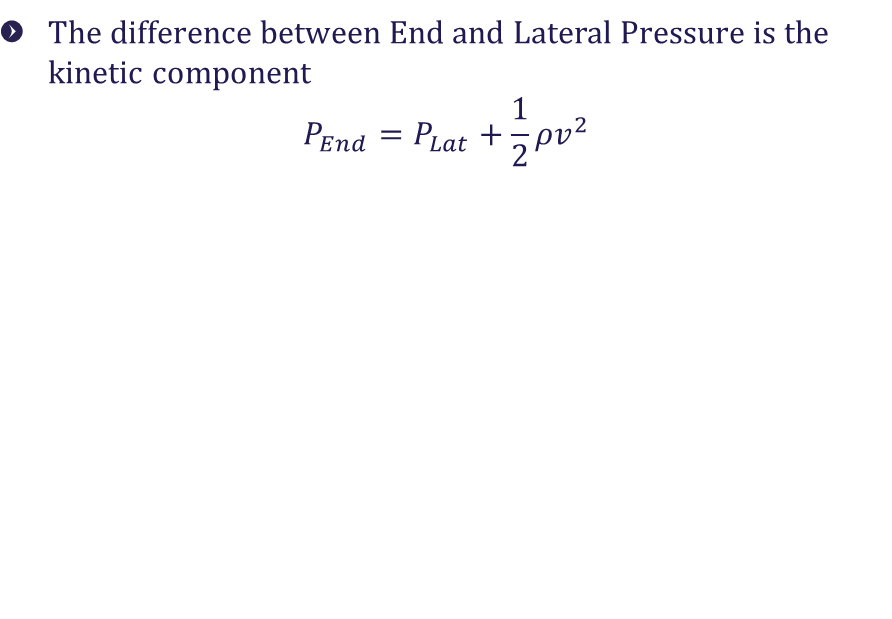 The difference between End and Lateral Pressure is the
kinetic component
P_End = P_Lat + 1/2 ρv²